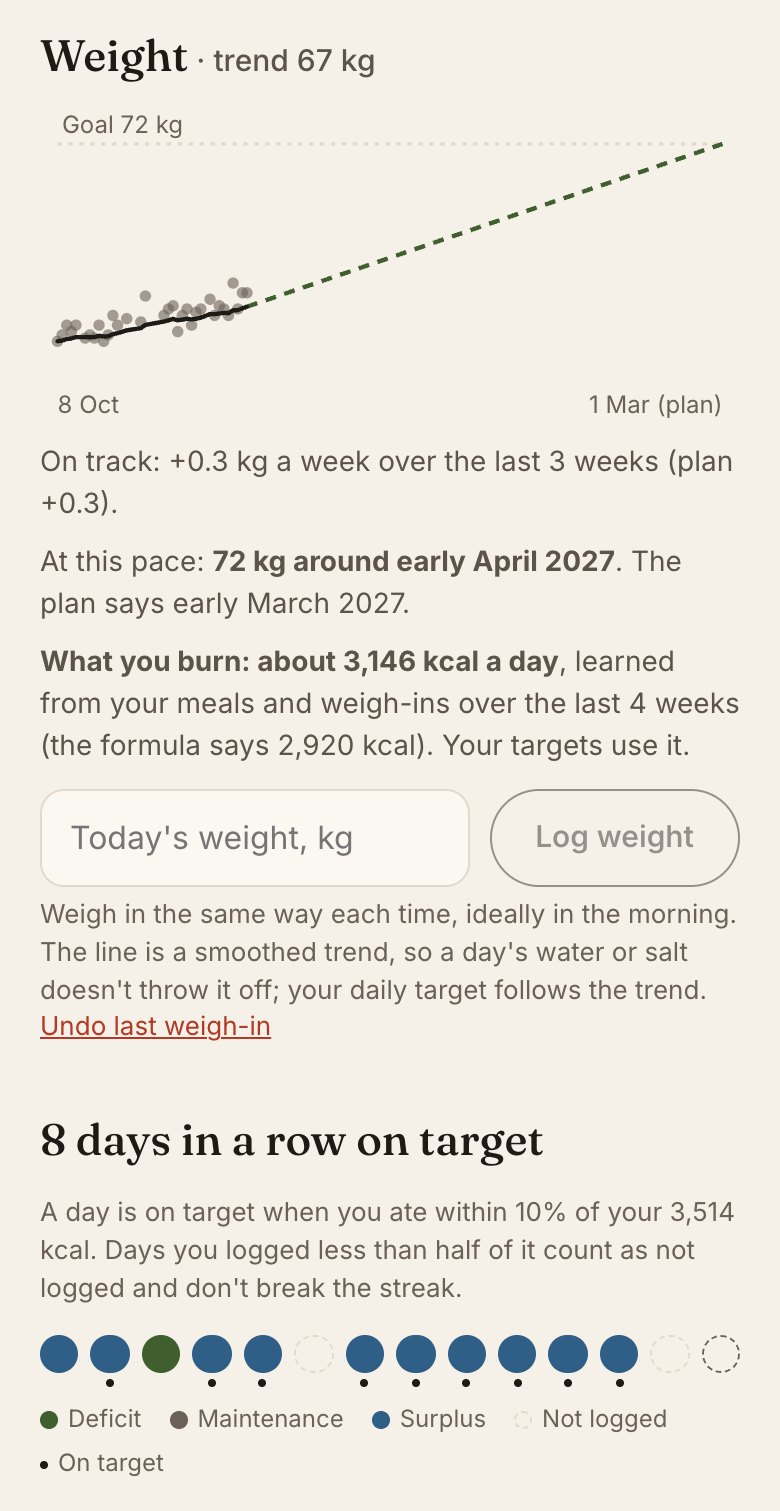 Weight · trend 67 kg
Goal 72 kg
8 Oct
1 Mar (plan)
On track: +0.3 kg a week over the last 3 weeks (plan
+0.3).
At this pace: 72 kg around early April 2027. The
plan says early March 2027.
What you burn: about 3,146 kcal a day, learned
from your meals and weigh-ins over the last 4 weeks
(the formula says 2,920 kcal). Your targets use it.
Today's weight, kg
Log weight
Weigh in the same way each time, ideally in the morning.
The line is a smoothed trend, so a day's water or salt
doesn't throw it off; your daily target follows the trend.
Undo last weigh-in
8 days in a row on target
A day is on target when you ate within 10% of your 3,514
kcal. Days you logged less than half of it count as not
logged and don't break the streak.
Deficit
Maintenance
Surplus
Not logged
On target